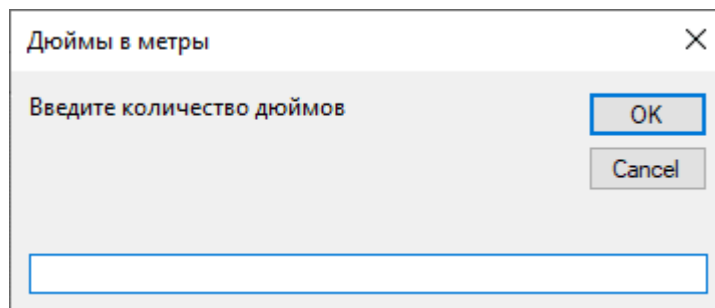 Дюймы в метры
Введите количество дюймов
OK
Cancel